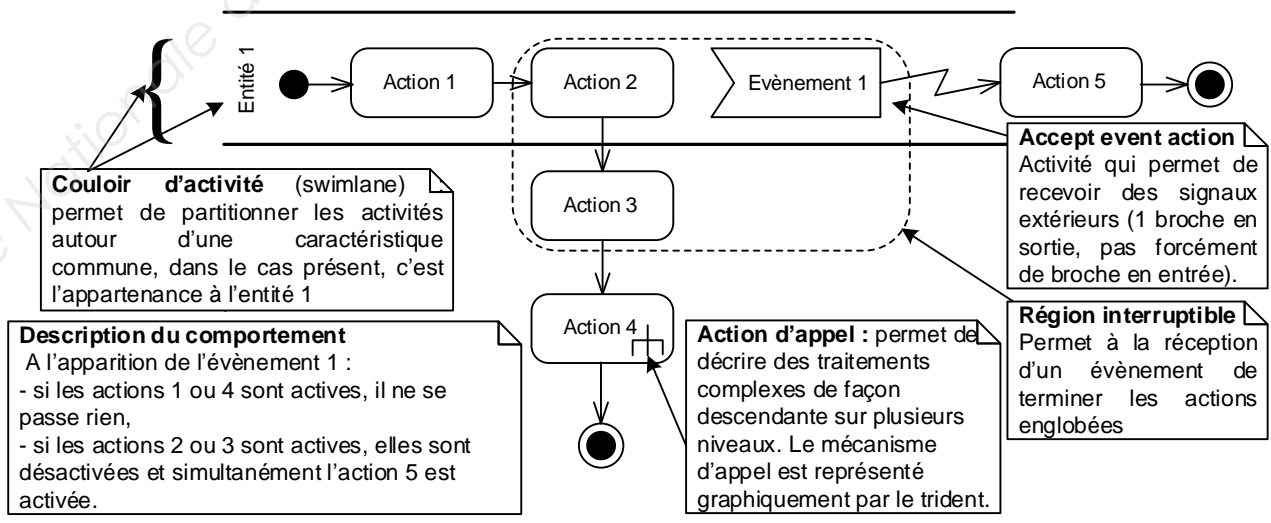 Entité 1
Action 1
Action 2
Evènement 1
Action 5
Accept event action
Activité qui permet de
recevoir des signaux
extérieurs (1 broche en
sortie, pas forcément
de broche en entrée).
Couloir d'activité (swimlane) :
permet de partitionner les activités
autour d'une caractéristique
commune, dans le cas présent, c'est
l'appartenance à l'entité 1
Action 3
Action 4
Description du comportement
A l'apparition de l'évènement 1 :
- si les actions 1 ou 4 sont actives, il ne se
passe rien,
- si les actions 2 ou 3 sont actives, elles sont
désactivées et simultanément l'action 5 est
activée.
Action d'appel : permet de
décrire des traitements
complexes de façon
descendante sur plusieurs
niveaux. Le mécanisme
d'appel est représenté
graphiquement par le trident.
Région interruptible
Permet à la réception
d'un évènement de
terminer les actions
englobées
Nationale